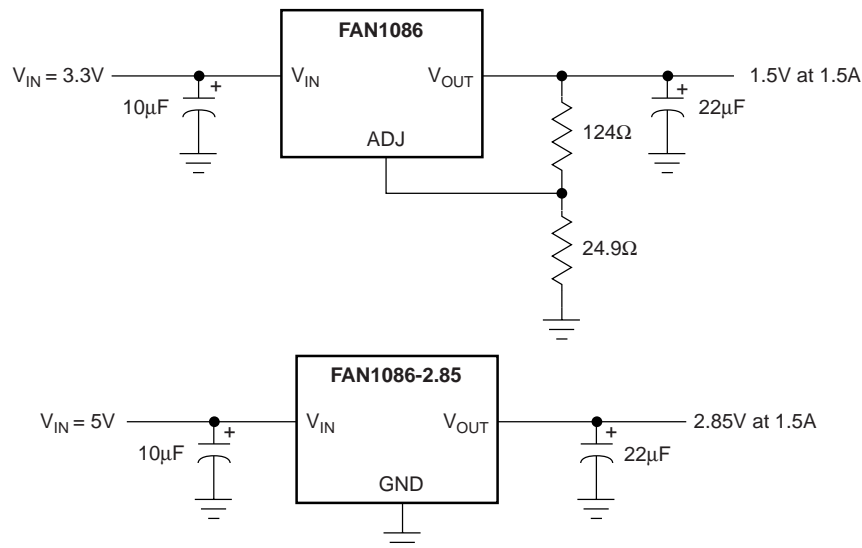 FAN1086
V_IN = 3.3V
V_IN
V_OUT
1.5V at 1.5A
+
10μF
+
22μF
ADJ
124Ω
24.9Ω
FAN1086-2.85
V_IN = 5V
V_IN
V_OUT
2.85V at 1.5A
+
10μF
+
22μF
GND